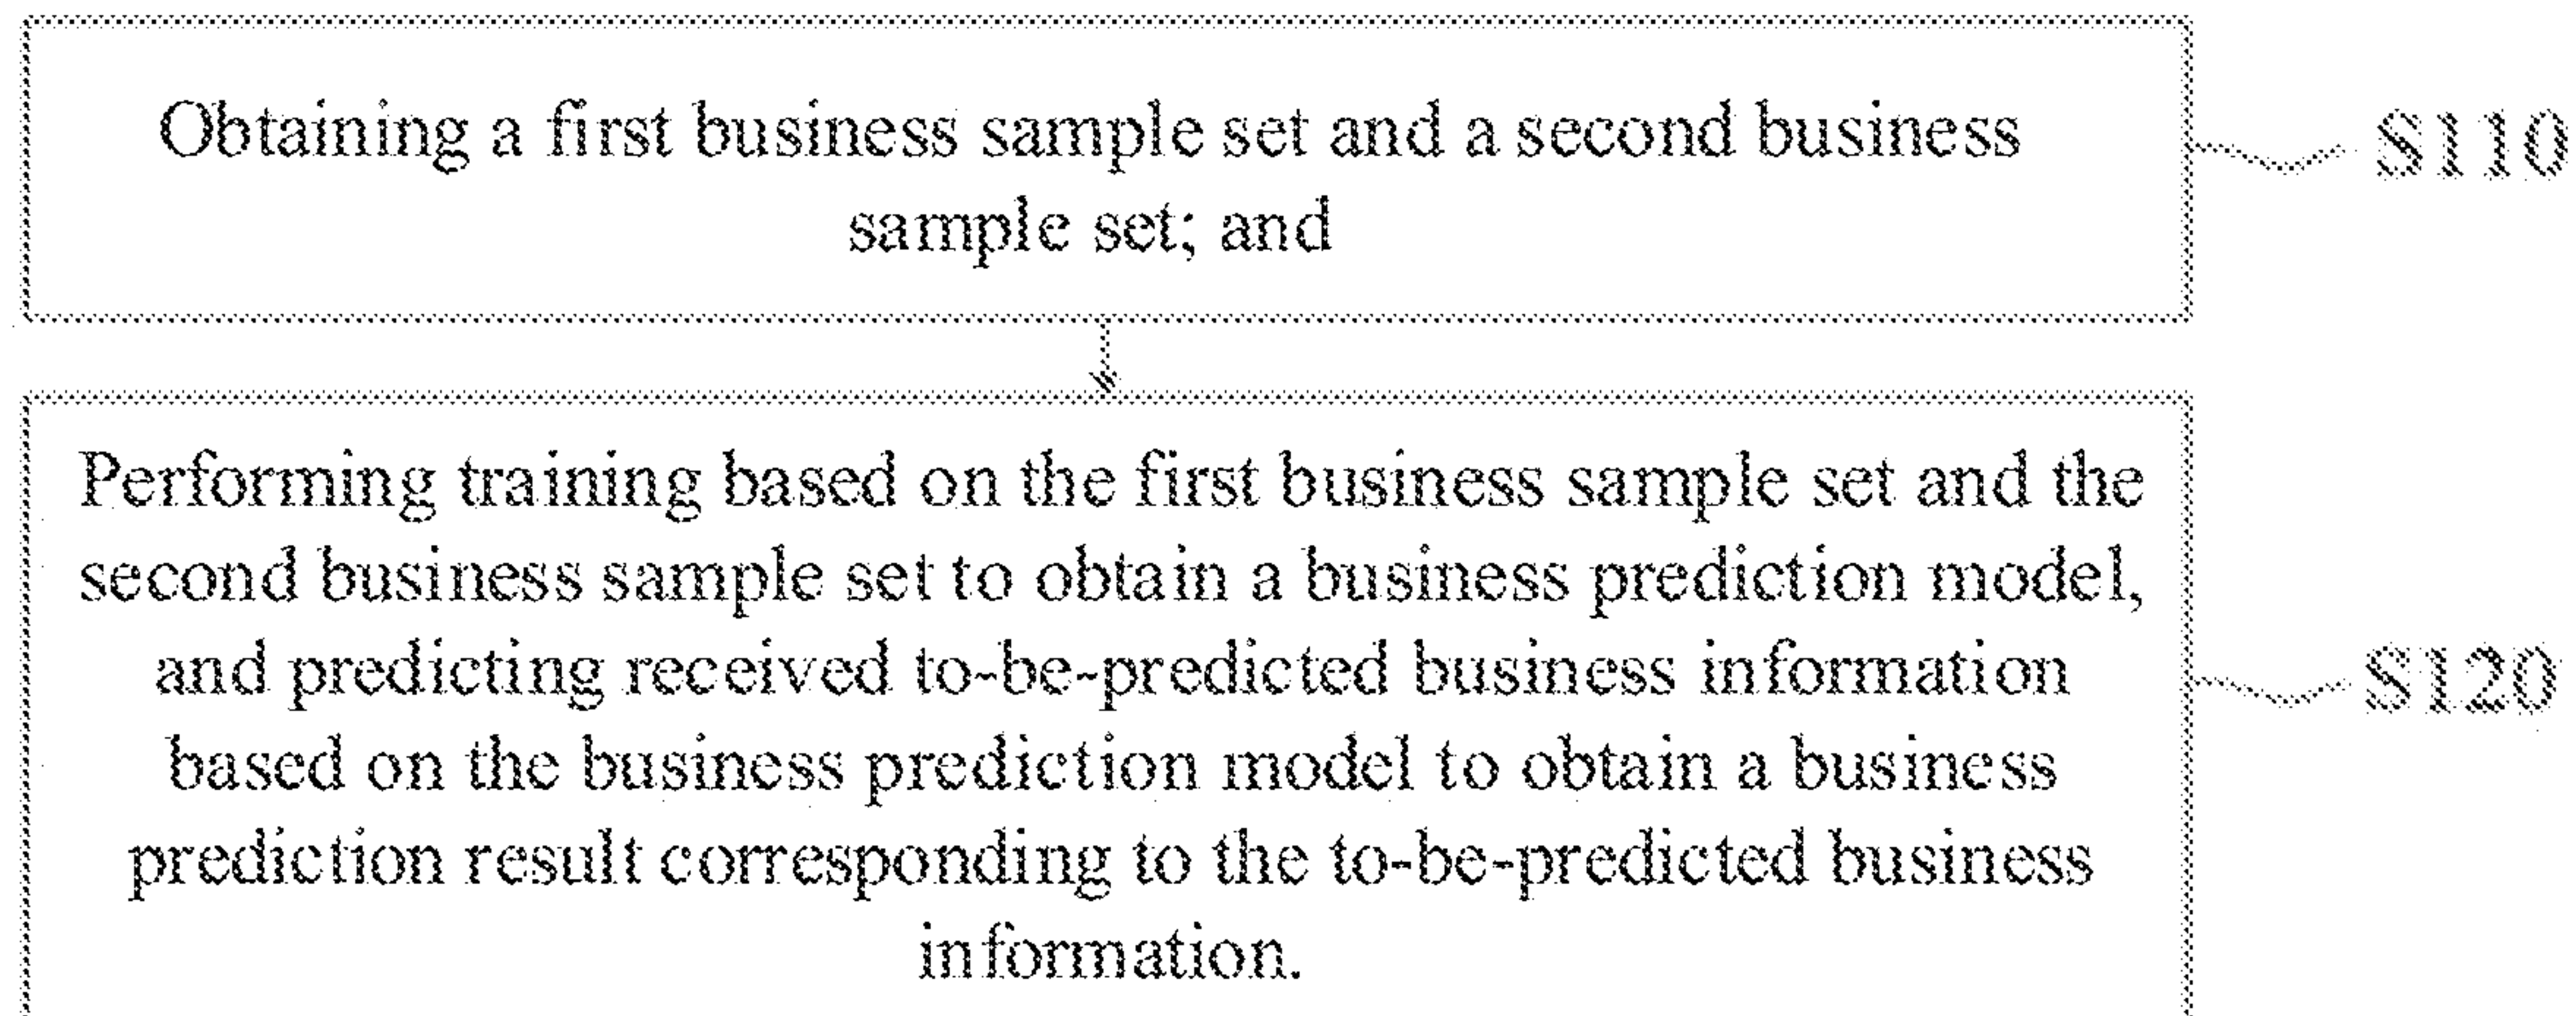 Obtaining a first business sample set and a second business
sample set; and
S110
Performing training based on the first business sample set and the
second business sample set to obtain a business prediction model,
and predicting received to-be-predicted business information
based on the business prediction model to obtain a business
prediction result corresponding to the to-be-predicted business
information.
S120